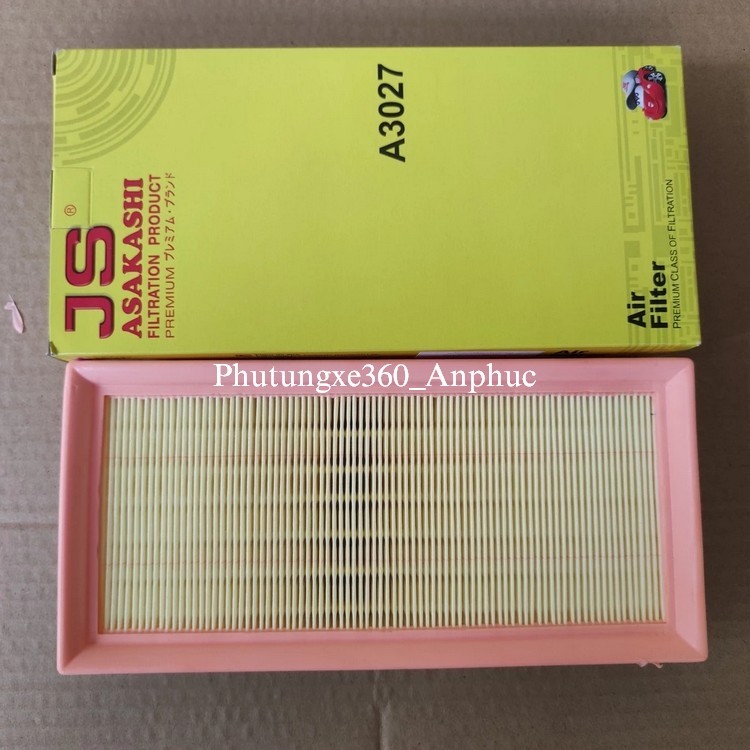 A3027
JS®
ASAKASHI
FILTRATION PRODUCT
PREMIUM プレミアム・ブランド
Air
Filter
PREMIUM CLASS OF FILTRATION
Phutungxe360_Anphuc